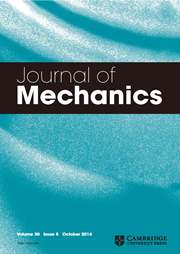 Journal of
Mechanics
Volume 30 Issue 5 October 2014
CAMBRIDGE
UNIVERSITY PRESS